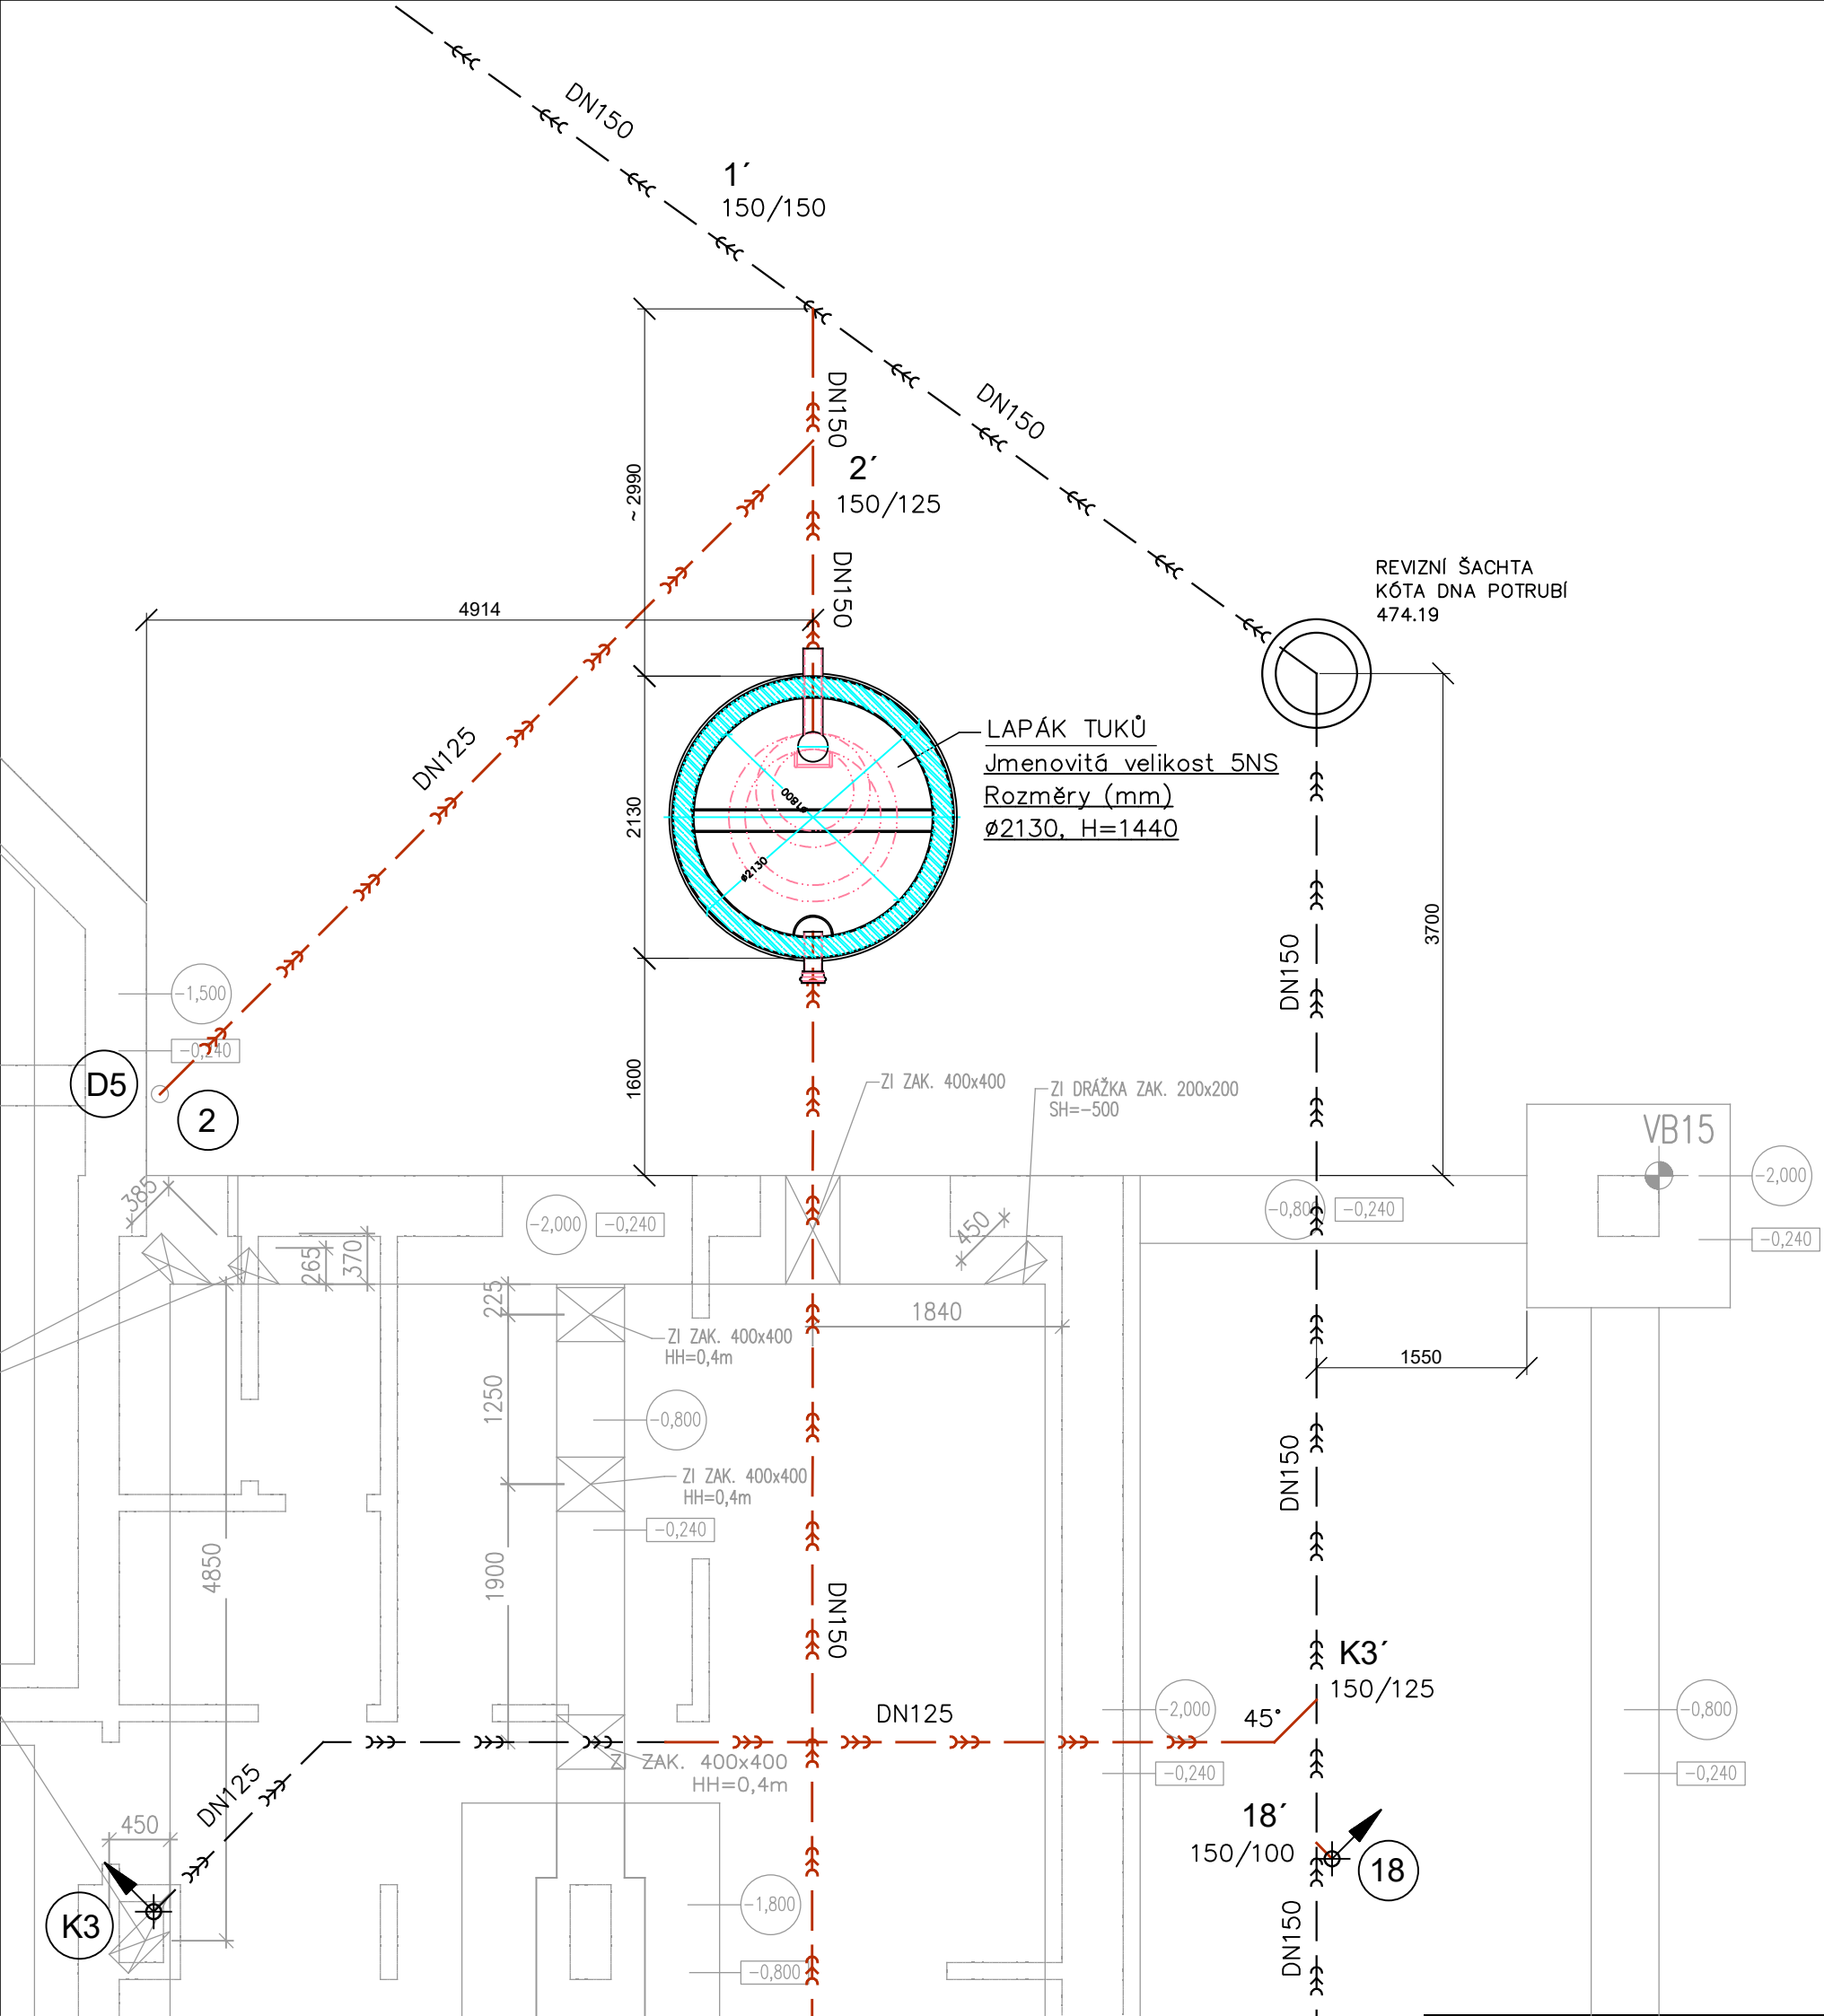 DN150
1´
150/150
DN150
DN150
2´
150/125
~ 2990
DN150
REVIZNÍ ŠACHTA
KÓTA DNA POTRUBÍ
474.19
4914
DN125
LAPÁK TUKŮ
Jmenovitá velikost 5NS
Rozměry (mm)
ø2130, H=1440
ø1800
ø2130
2130
3700
DN150
-1,500
-0,240
D5
2
1600
ZI ZAK. 400x400
ZI DRÁŽKA ZAK. 200x200
SH=-500
VB15
-2,000
-0,240
385
-2,000
-0,240
450
-0,800
-0,240
265
370
225
1840
ZI ZAK. 400x400
HH=0,4m
1550
1250
-0,800
DN150
ZI ZAK. 400x400
HH=0,4m
-0,240
4850
1900
DN150
K3´
150/125
DN125
45°
-2,000
-0,800
ZI ZAK. 400x400
HH=0,4m
-0,240
-0,240
DN125
450
18´
150/100
18
K3
-1,800
DN150
-0,800